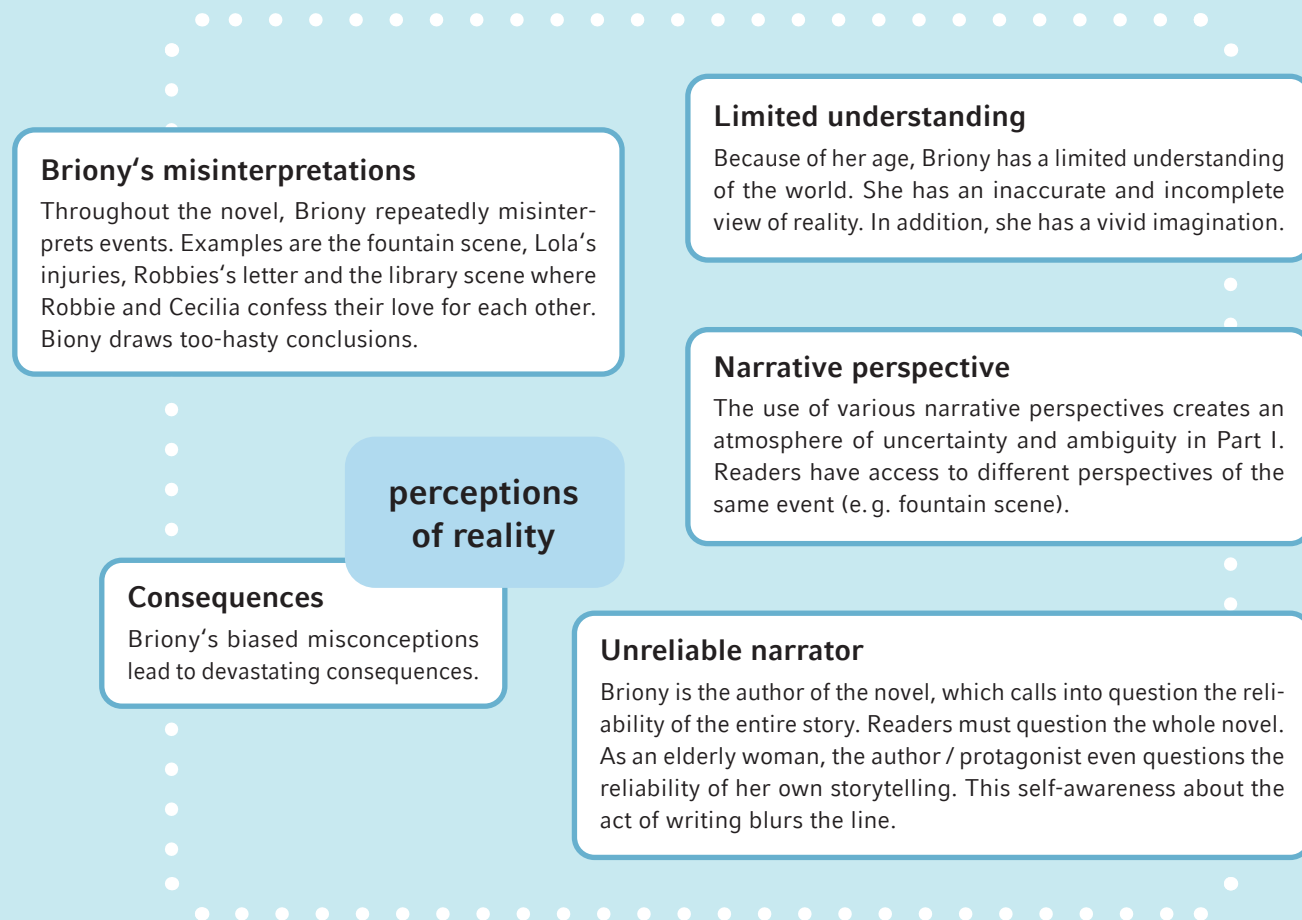 Briony‘s misinterpretations
Throughout the novel, Briony repeatedly misinter-
prets events. Examples are the fountain scene, Lola‘s
injuries, Robbies‘s letter and the library scene where
Robbie and Cecilia confess their love for each other.
Biony draws too-hasty conclusions.
Limited understanding
Because of her age, Briony has a limited understanding
of the world. She has an inaccurate and incomplete
view of reality. In addition, she has a vivid imagination.
Narrative perspective
The use of various narrative perspectives creates an
atmosphere of uncertainty and ambiguity in Part I.
Readers have access to different perspectives of the
same event (e. g. fountain scene).
perceptions
of reality
Consequences
Briony‘s biased misconceptions
lead to devastating consequences.
Unreliable narrator
Briony is the author of the novel, which calls into question the reli-
ability of the entire story. Readers must question the whole novel.
As an elderly woman, the author / protagonist even questions the
reliability of her own storytelling. This self-awareness about the
act of writing blurs the line.